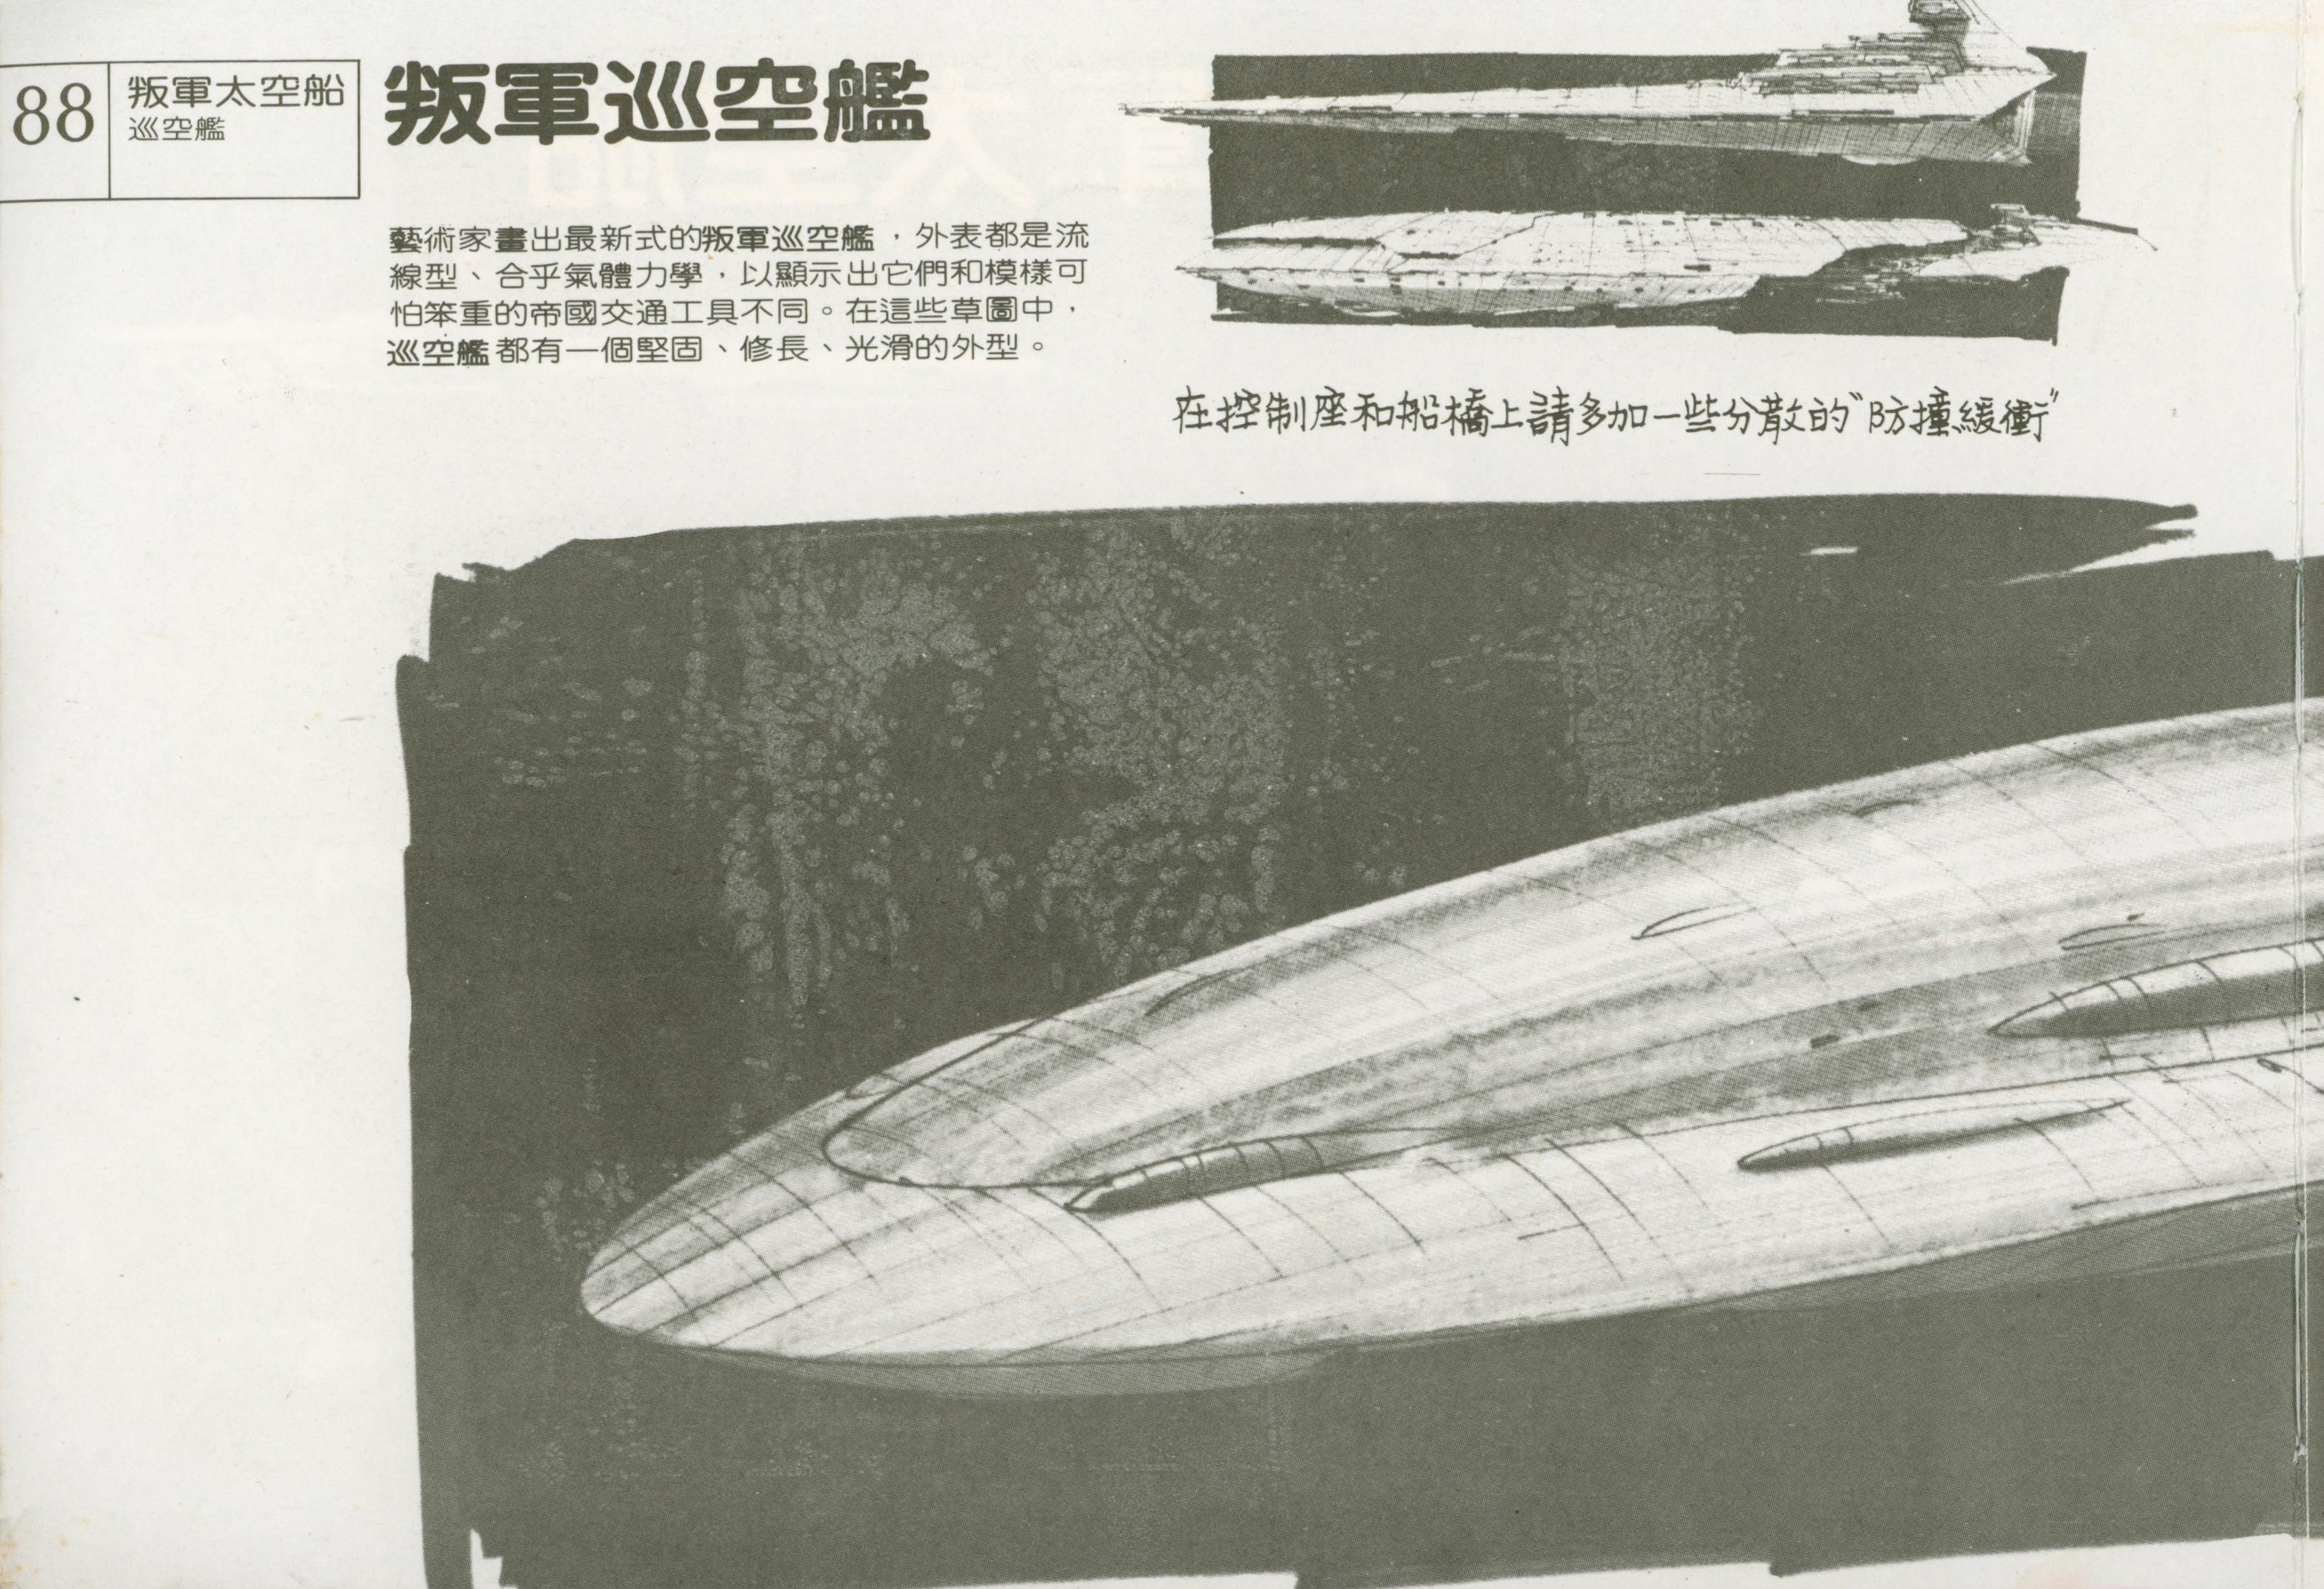 88
叛軍太空船
巡空艦
叛軍巡空艦
藝術家畫出最新式的叛軍巡空艦，外表都是流
線型、合乎氣體力學，以顯示出它們和模樣可
怕笨重的帝國交通工具不同。在這些草圖中，
巡空艦都有一個堅固、修長、光滑的外型。
在控制座和船橋上請多加一些分散的"防撞緩衝"